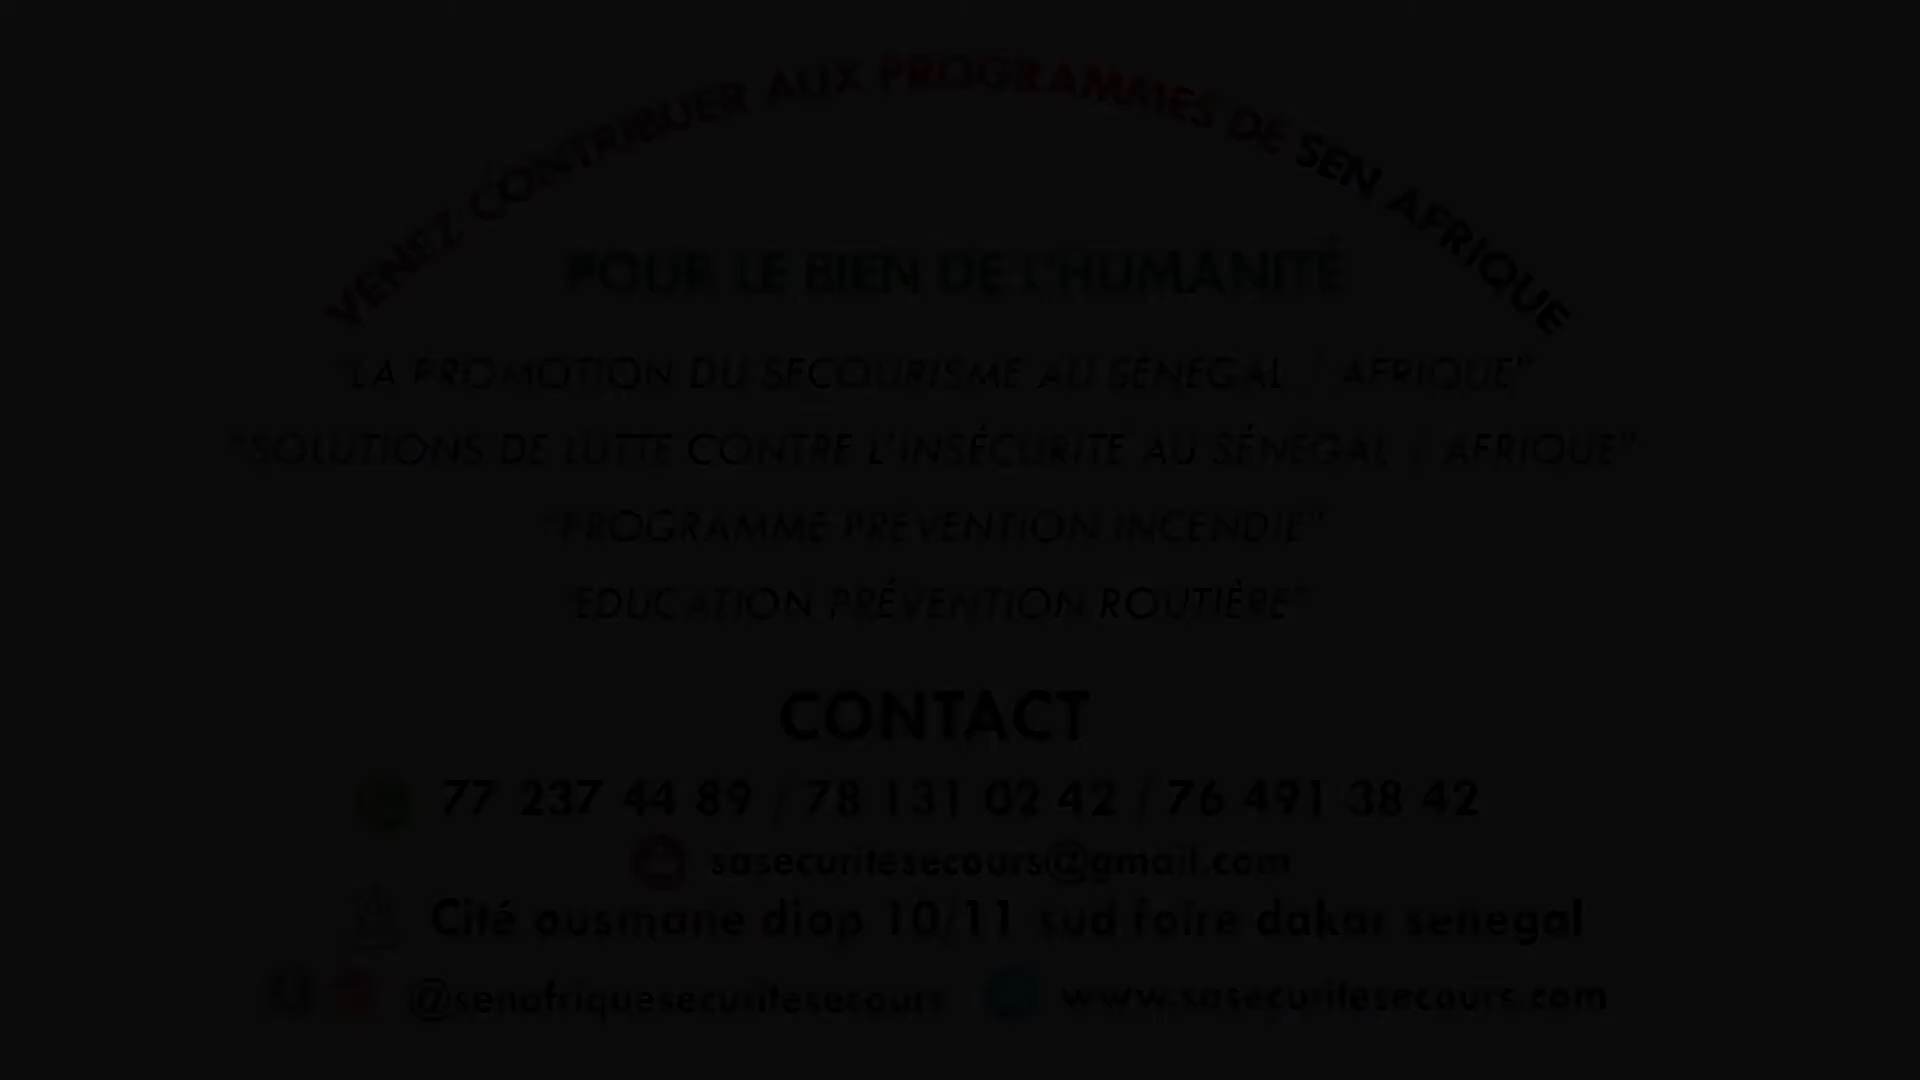 VENEZ CONTRIBUER AUX PROGRAMMES DE SEN AFRIQUE
POUR LE BIEN DE L'HUMANITÉ
"LA PROMOTION DU SECOURISME AU SÉNÉGAL / AFRIQUE"
"SOLUTIONS DE LUTTE CONTRE L'INSÉCURITE AU SÉNÉGAL / AFRIQUE"
"PROGRAMME PREVENTION INCENDIE"
"EDUCATION PRÉVENTION ROUTIÈRE"
CONTACT
77 237 44 89 / 78 131 02 42 / 76 491 38 42
sasecuritesecours@gmail.com
Cité ousmane diop 10/11 sud foire dakar senegal
@senafriquesecuritesecours www.sasecuritesecours.com